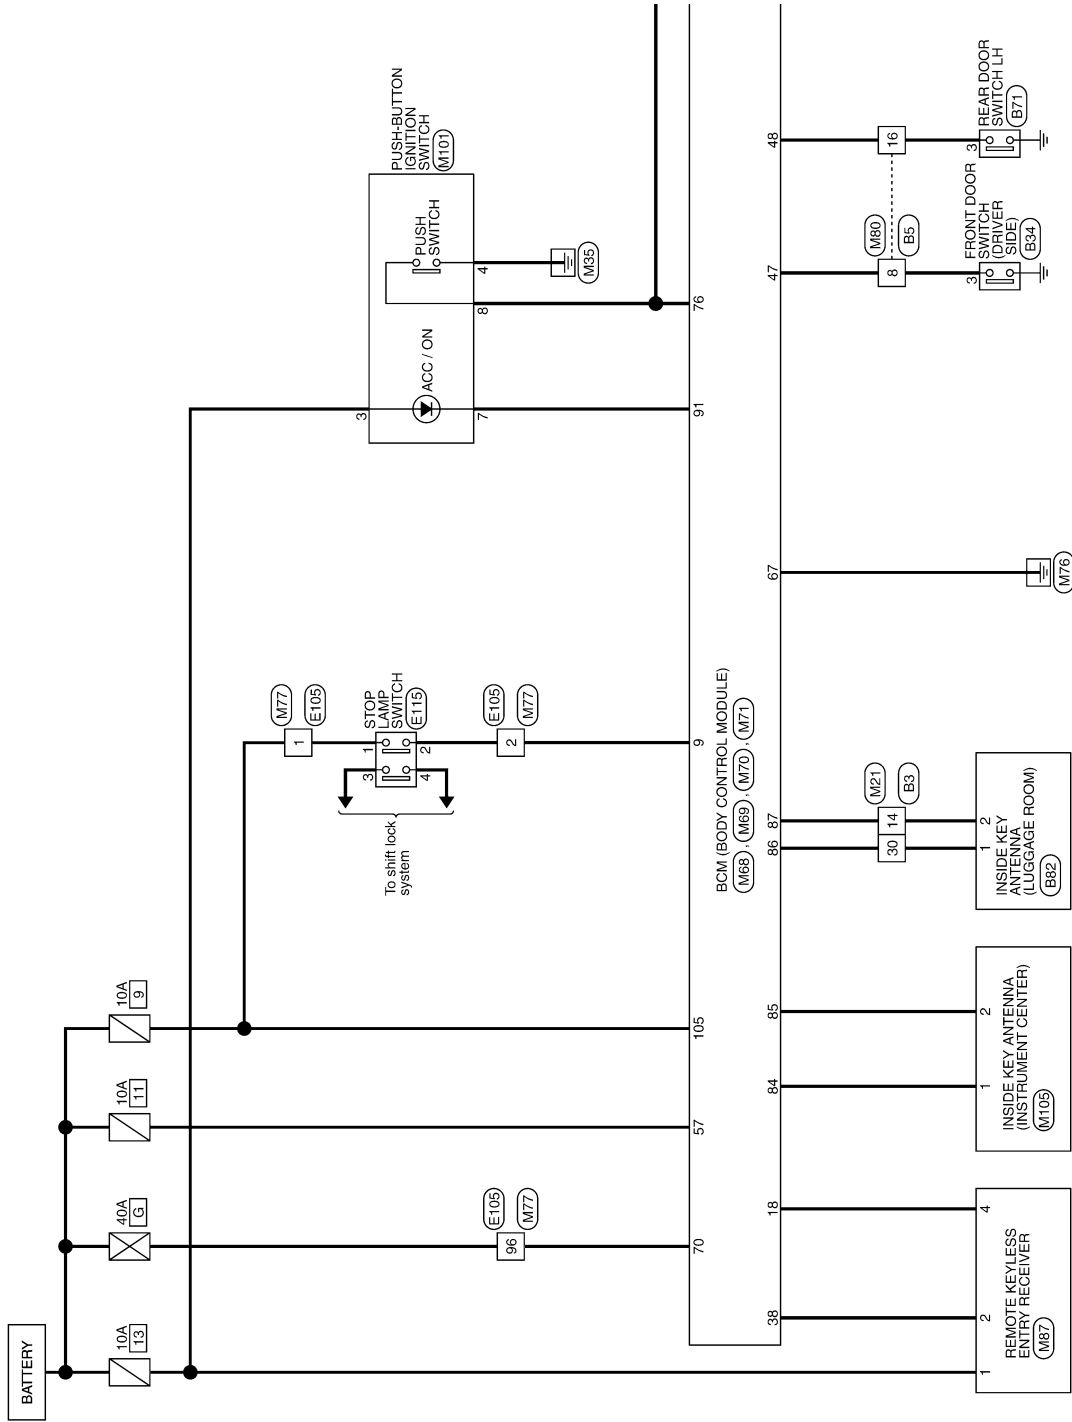 BATTERY
10A
13
40A
G
10A
11
10A
9
E105
M77
96
M77
E105
1
STOP
LAMP
SWITCH
E115
1
3
2
4
To shift lock
system
E105
M77
2
PUSH-BUTTON
IGNITION
SWITCH
M101
3
ACC / ON
PUSH
SWITCH
7
8
4
M35
70
57
105
9
91
76
BCM (BODY CONTROL MODULE)
M68 , M69 , M70 , M71
38
18
84
85
86
87
67
47
48
M21
B3
30
14
M80
B5
8
16
1
2
4
REMOTE KEYLESS
ENTRY RECEIVER
M87
1
2
INSIDE KEY ANTENNA
(INSTRUMENT CENTER)
M105
1
2
INSIDE KEY
ANTENNA
(LUGGAGE ROOM)
B82
M76
3
FRONT DOOR
SWITCH
(DRIVER
SIDE)
B34
3
REAR DOOR
SWITCH LH
B71